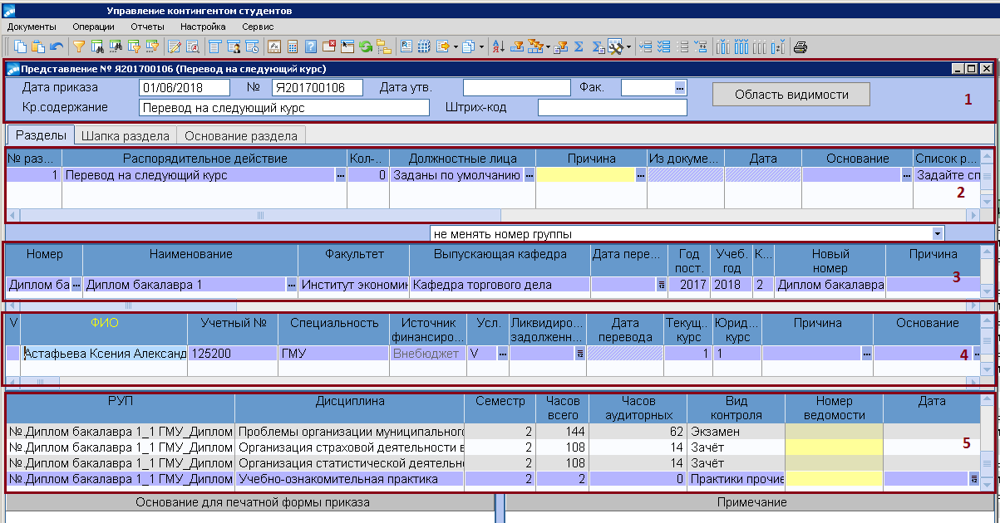 Управление контингентом студентов
Документы Операции Отчеты Настройка Сервис
Представление № Я201700106 (Перевод на следующий курс)
Дата приказа 01/06/2018 № Я201700106 Дата утв. Фак. ... Область видимости 1
Кр.содержание Перевод на следующий курс Штрих-код
Разделы Шапка раздела Основание раздела
№ раз... Распорядительное действие Кол-... Должностные лица Причина Из докуме... Дата Основание Список р...
1 Перевод на следующий курс ... 0 Заданы по умолчанию ... ... ... Задайте сп
2
не менять номер группы
Номер Наименование Факультет Выпускающая кафедра Дата пере... Год пост. Учеб. год К... Новый номер Причина
Диплом ба ... Диплом бакалавра 1 ... Институт экономик Кафедра торгового дела 2017 2018 2 Диплом бакалавра 3
V ФИО Учетный № Специальность Источник финансиро... Усл. Ликвидиро... задолженн... Дата перевода Текущ... курс Юрид... курс Причина Основание
Астафьева Ксения Александ 125200 ГМУ Внебюджет V ... 1 1 ... 4 ...
РУП Дисциплина Семестр Часов всего Часов аудиторных Вид контроля Номер ведомости Дата
№ Диплом бакалавра 1_1 ГМУ_Диплом Проблемы организации муниципального 2 144 62 Экзамен
№ Диплом бакалавра 1_1 ГМУ_Диплом Организация страховой деятельности в 2 108 14 Зачёт 5
№ Диплом бакалавра 1_1 ГМУ_Диплом Организация статистической деятельн 2 108 14 Зачёт
№ Диплом бакалавра 1_1 ГМУ_Диплом Учебно-ознакомительная практика 2 2 0 Практики прочие
Основание для печатной формы приказа Примечание